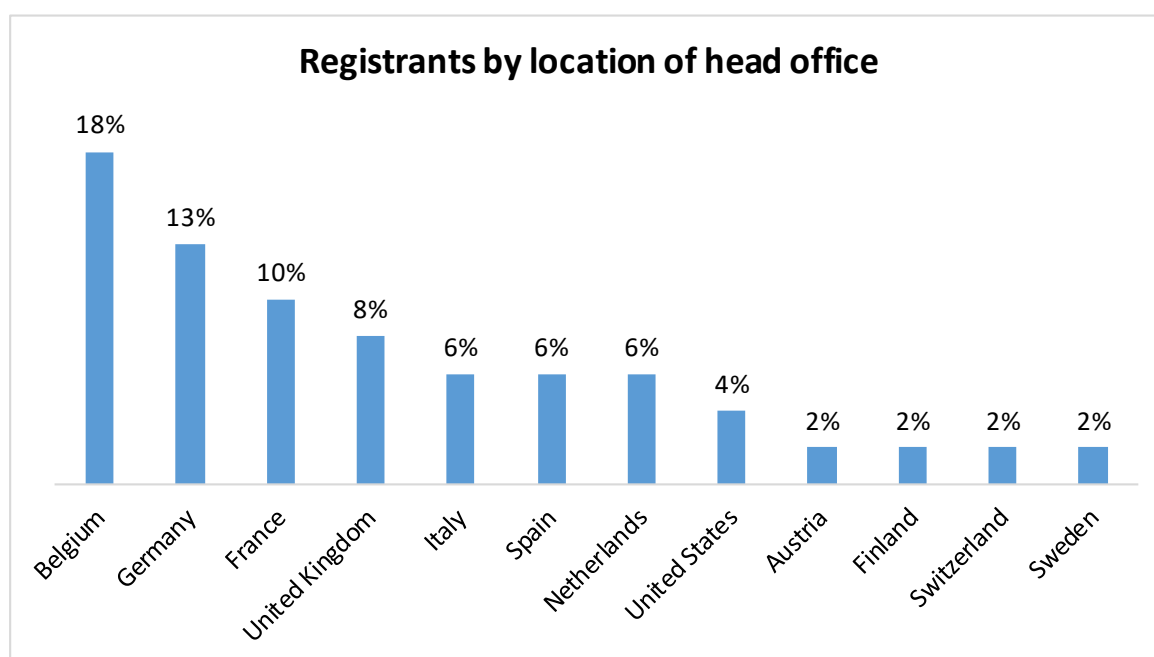 Registrants by location of head office
18%
13%
10%
8%
6%
6%
6%
4%
2%
2%
2%
2%
Belgium
Germany
France
United Kingdom
Italy
Spain
Netherlands
United States
Austria
Finland
Switzerland
Sweden